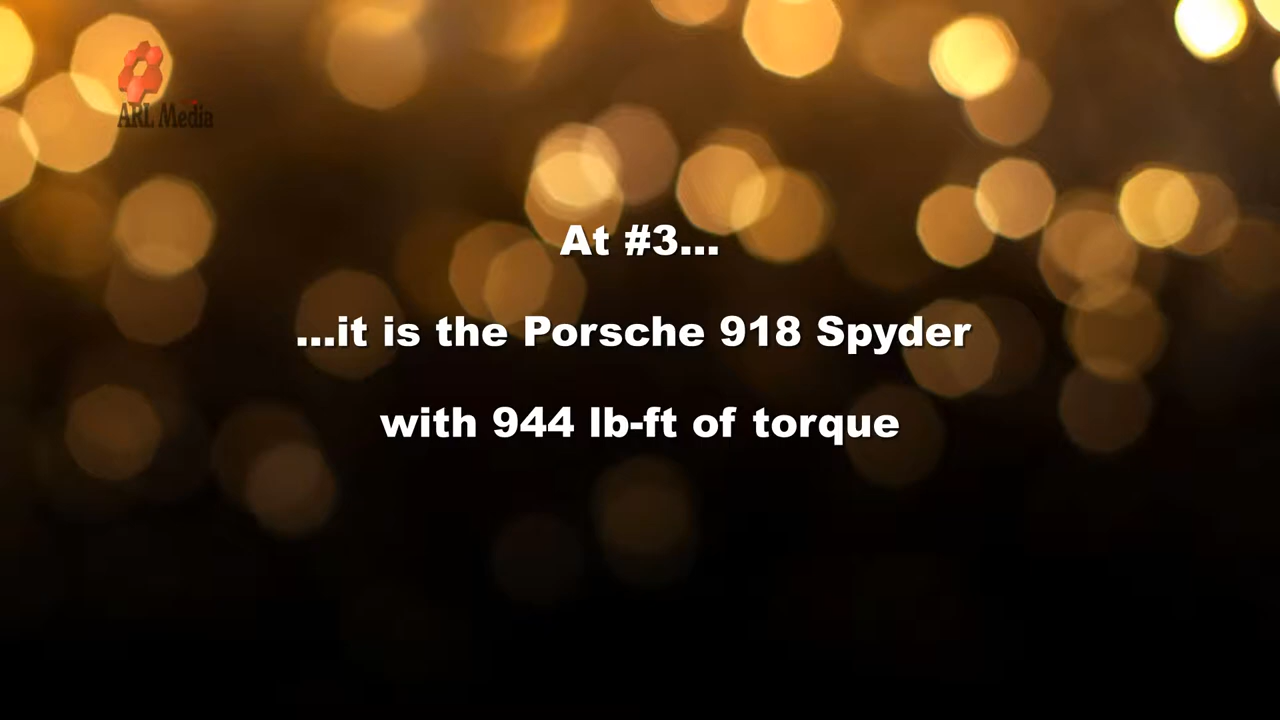 ARL Media
At #3...
...it is the Porsche 918 Spyder
with 944 lb-ft of torque